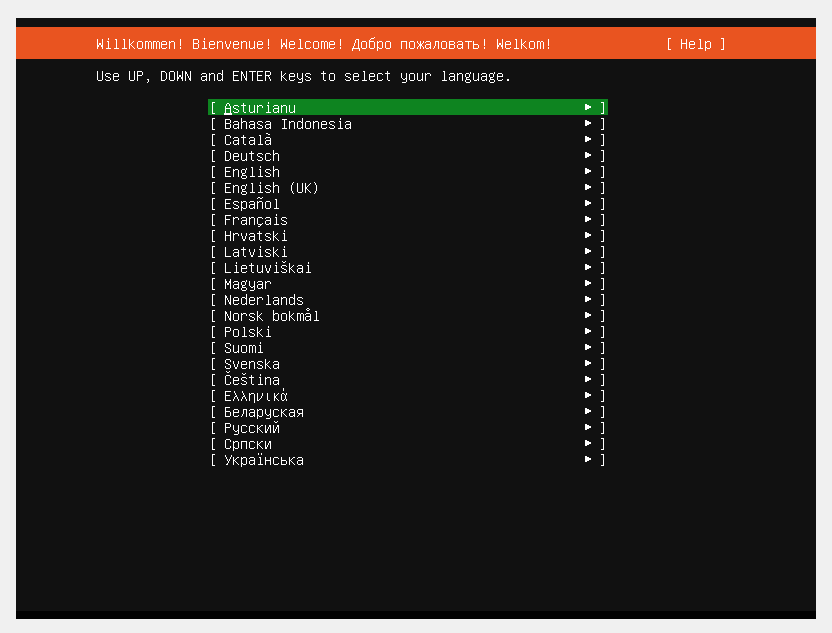 Willkommen! Bienvenue! Welcome! Добро пожаловать! Welkom! [ Help ]
Use UP, DOWN and ENTER keys to select your language.
[ Asturianu ► ]
[ Bahasa Indonesia ► ]
[ Català ► ]
[ Deutsch ► ]
[ English ► ]
[ English (UK) ► ]
[ Español ► ]
[ Français ► ]
[ Hrvatski ► ]
[ Latviski ► ]
[ Lietuviškai ► ]
[ Magyar ► ]
[ Nederlands ► ]
[ Norsk bokmål ► ]
[ Polski ► ]
[ Suomi ► ]
[ Svenska ► ]
[ Čeština ► ]
[ Ελληνικά ► ]
[ Беларуская ► ]
[ Русский ► ]
[ Српски ► ]
[ Українська ► ]